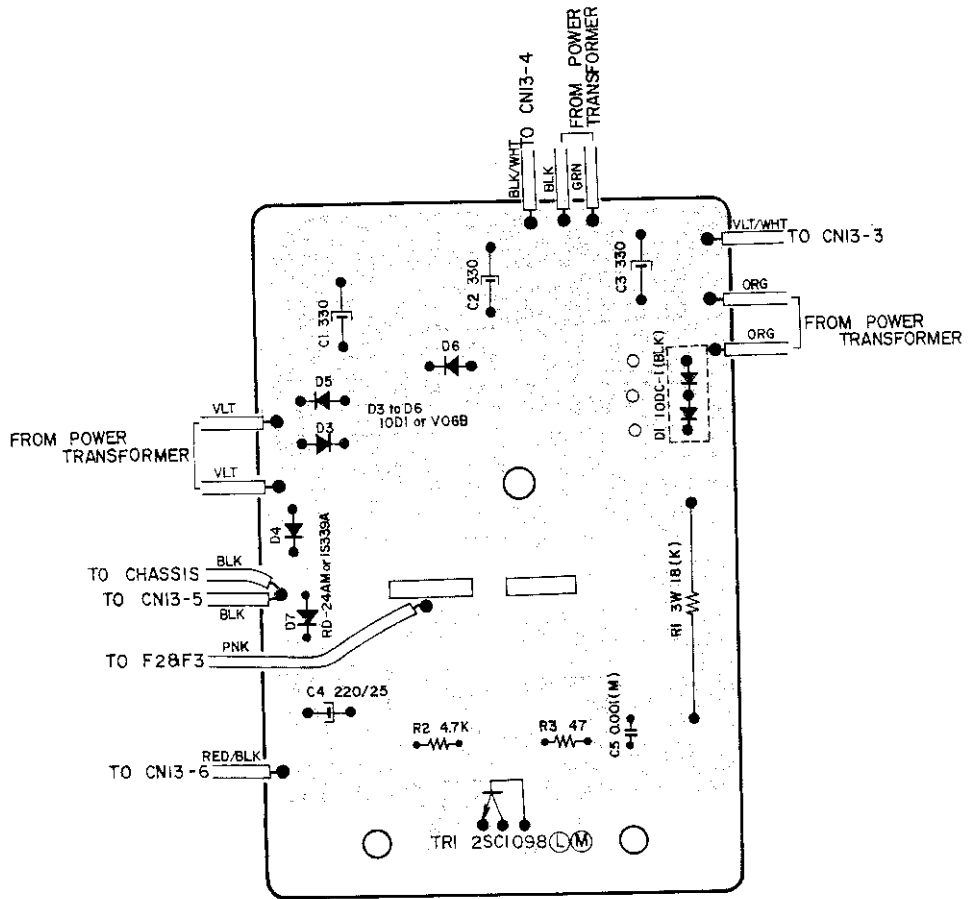 TO CN13-4
FROM POWER
TRANSFORMER
BLK/WHT
BLK
GRN
VLT/WHT
TO CN13-3
ORG
ORG
FROM POWER
TRANSFORMER
C1 330
C2 330
C3 330
D6
D5
D3
D3 to D6
10D1 or V06B
D1 10DC-1(BLK)
VLT
FROM POWER
TRANSFORMER
VLT
D4
RD-24AM or 1S339A
BLK
TO CHASSIS
TO CN13-5
BLK
D7
PNK
TO F2&F3
R1 3W 18(K)
C4 220/25
R2 4.7K
R3 47
C5 0.001(M)
RED/BLK
TO CN13-6
TR1 2SC1098 L M